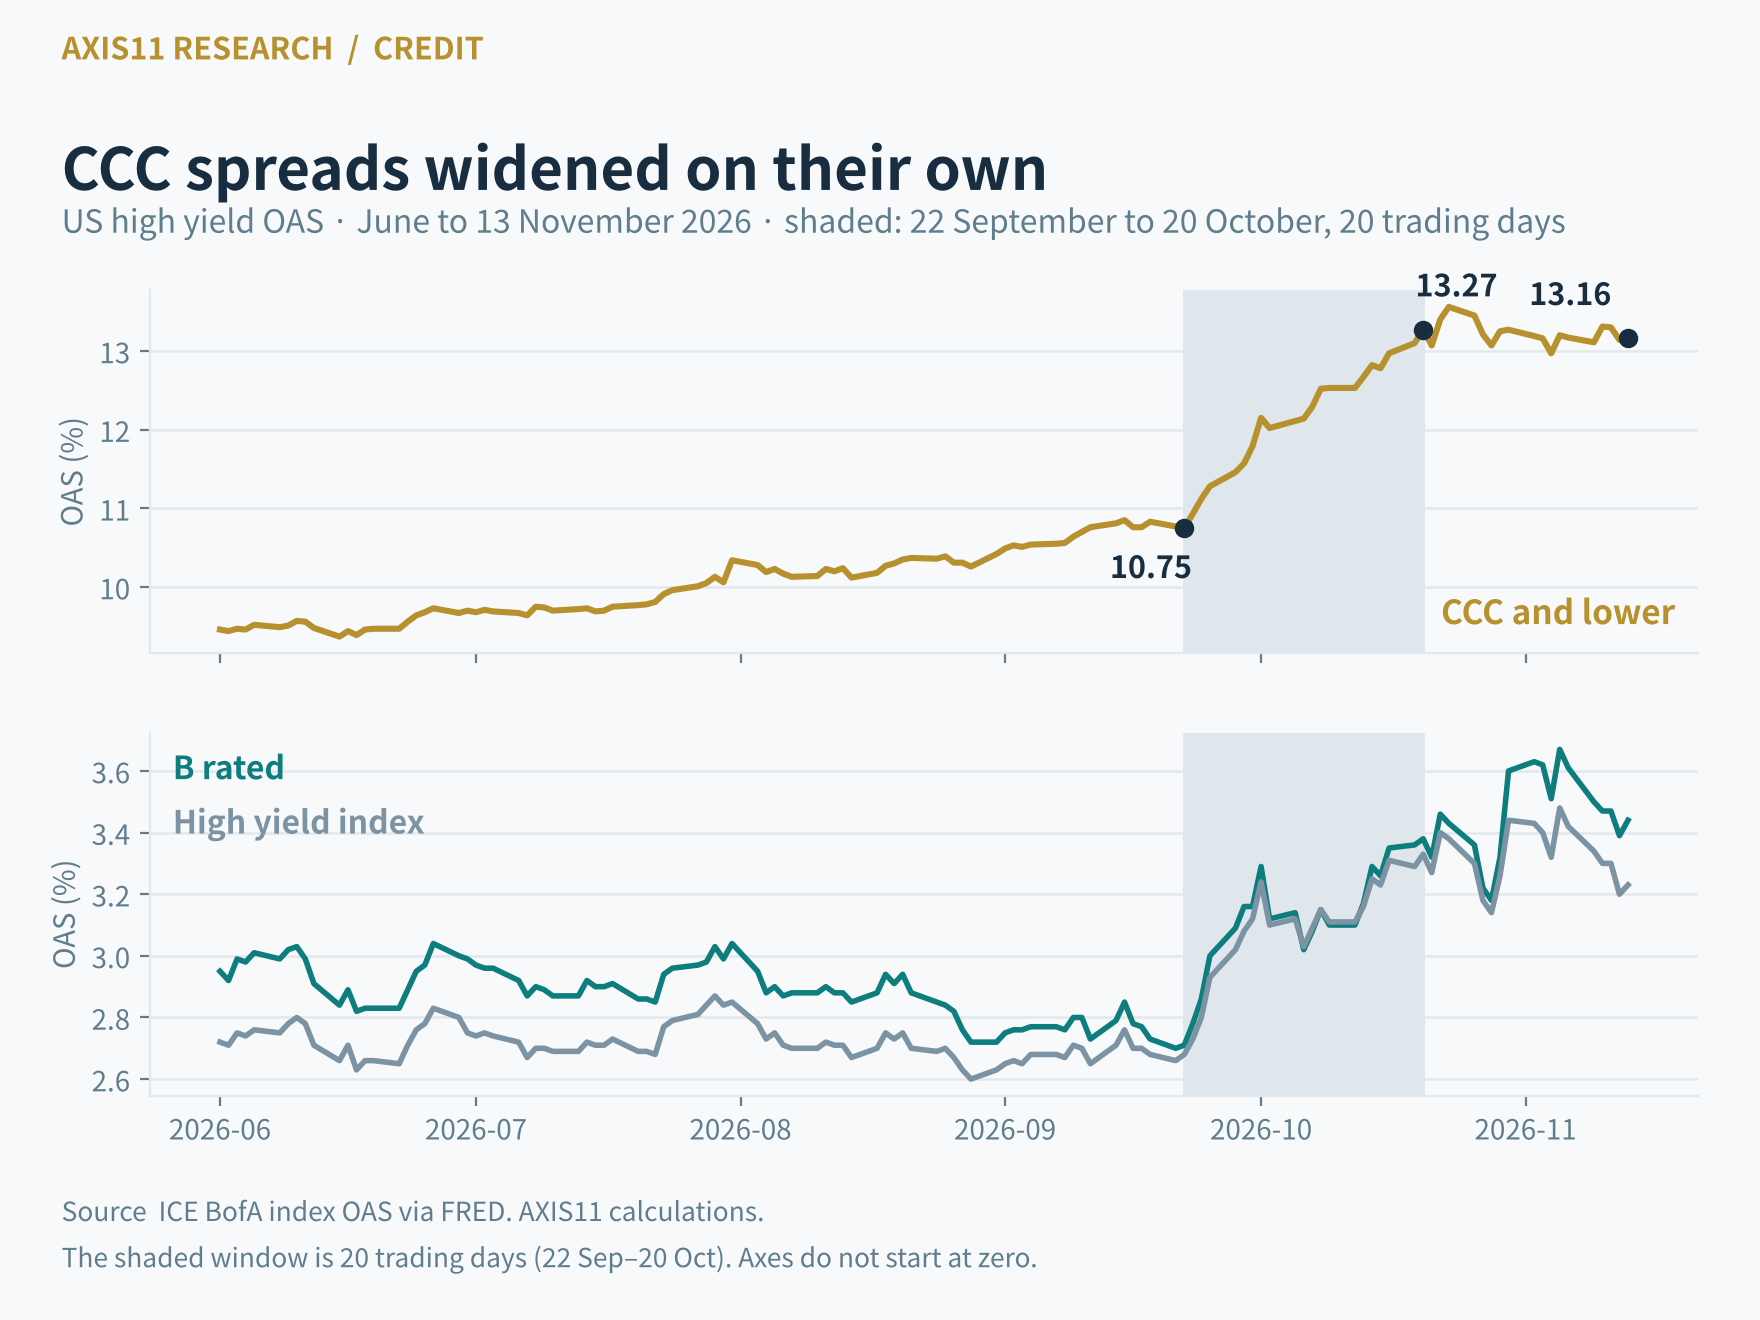 AXIS11 RESEARCH / CREDIT
CCC spreads widened on their own
US high yield OAS · June to 13 November 2026 · shaded: 22 September to 20 October, 20 trading days
13.27
13.16
13
12
11
10
OAS (%)
10.75
CCC and lower
B rated
High yield index
3.6
3.4
3.2
3.0
2.8
2.6
OAS (%)
2026-06 2026-07 2026-08 2026-09 2026-10 2026-11
Source ICE BofA index OAS via FRED. AXIS11 calculations.
The shaded window is 20 trading days (22 Sep–20 Oct). Axes do not start at zero.